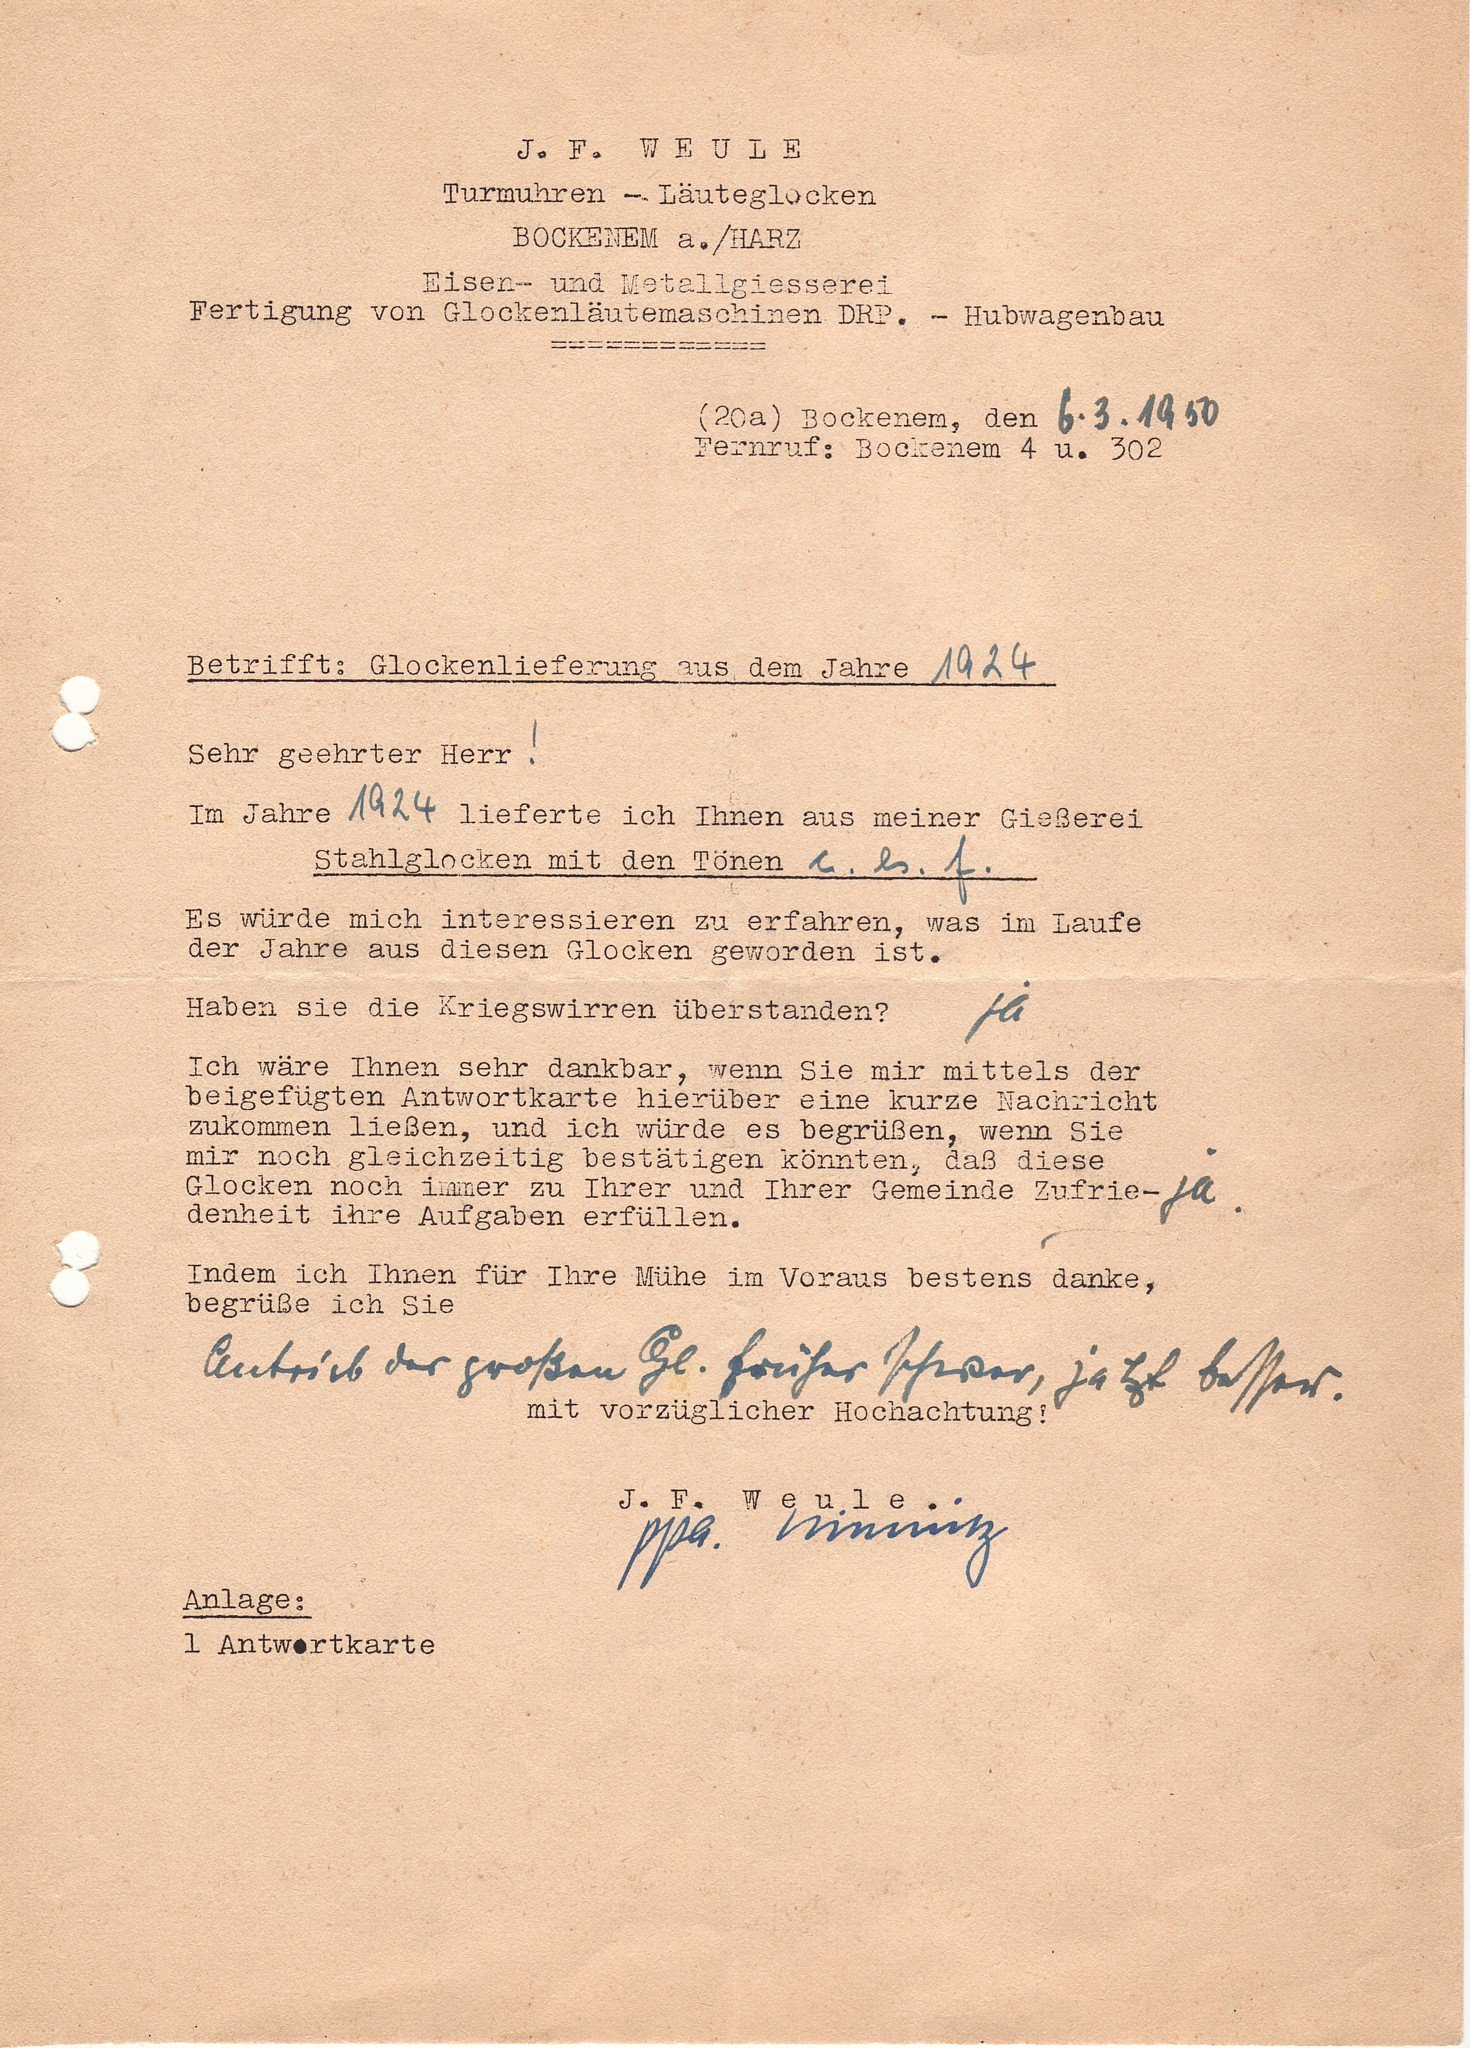 J. F. WEULE
Turmuhren - Läuteglocken
BOCKENEM a./HARZ
Eisen- und Metallgiesserei
Fertigung von Glockenläutemaschinen DRP. - Hubwagenbau
============
(20a) Bockenem, den 6.3.1950
Fernruf: Bockenem 4 u. 302
Betrifft: Glockenlieferung aus dem Jahre 1924
Sehr geehrter Herr !
Im Jahre 1924 lieferte ich Ihnen aus meiner Gießerei
Stahlglocken mit den Tönen c. es. f.
Es würde mich interessieren zu erfahren, was im Laufe
der Jahre aus diesen Glocken geworden ist.
Haben sie die Kriegswirren überstanden? ja
Ich wäre Ihnen sehr dankbar, wenn Sie mir mittels der
beigefügten Antwortkarte hierüber eine kurze Nachricht
zukommen ließen, und ich würde es begrüßen, wenn Sie
mir noch gleichzeitig bestätigen könnten, daß diese
Glocken noch immer zu Ihrer und Ihrer Gemeinde Zufrie- ja.
denheit ihre Aufgaben erfüllen.
Indem ich Ihnen für Ihre Mühe im Voraus bestens danke,
begrüße ich Sie
Antrieb der großen Gl. früher schwer, jetzt besser.
mit vorzüglicher Hochachtung!
J. F. Weule.
ppa.
Anlage:
1 Antwortkarte